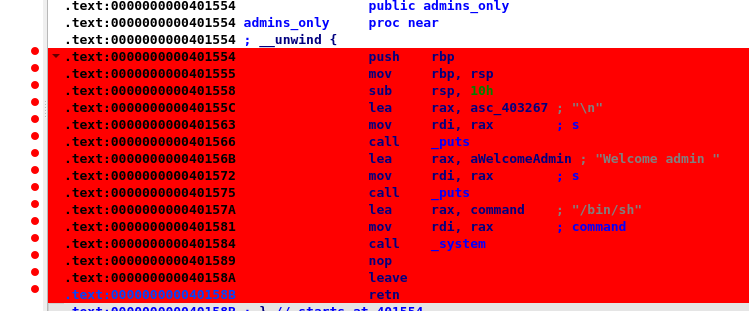 .text:0000000000401554 public admins_only
.text:0000000000401554 admins_only proc near
.text:0000000000401554 ; __unwind {
.text:0000000000401554 push rbp
.text:0000000000401555 mov rbp, rsp
.text:0000000000401558 sub rsp, 10h
.text:000000000040155C lea rax, asc_403267 ; "\n"
.text:0000000000401563 mov rdi, rax ; s
.text:0000000000401566 call _puts
.text:000000000040156B lea rax, aWelcomeAdmin ; "Welcome admin "
.text:0000000000401572 mov rdi, rax ; s
.text:0000000000401575 call _puts
.text:000000000040157A lea rax, command ; "/bin/sh"
.text:0000000000401581 mov rdi, rax ; command
.text:0000000000401584 call _system
.text:0000000000401589 nop
.text:000000000040158A leave
.text:000000000040158B retn
.text:000000000040158B ; } // starts at 401554